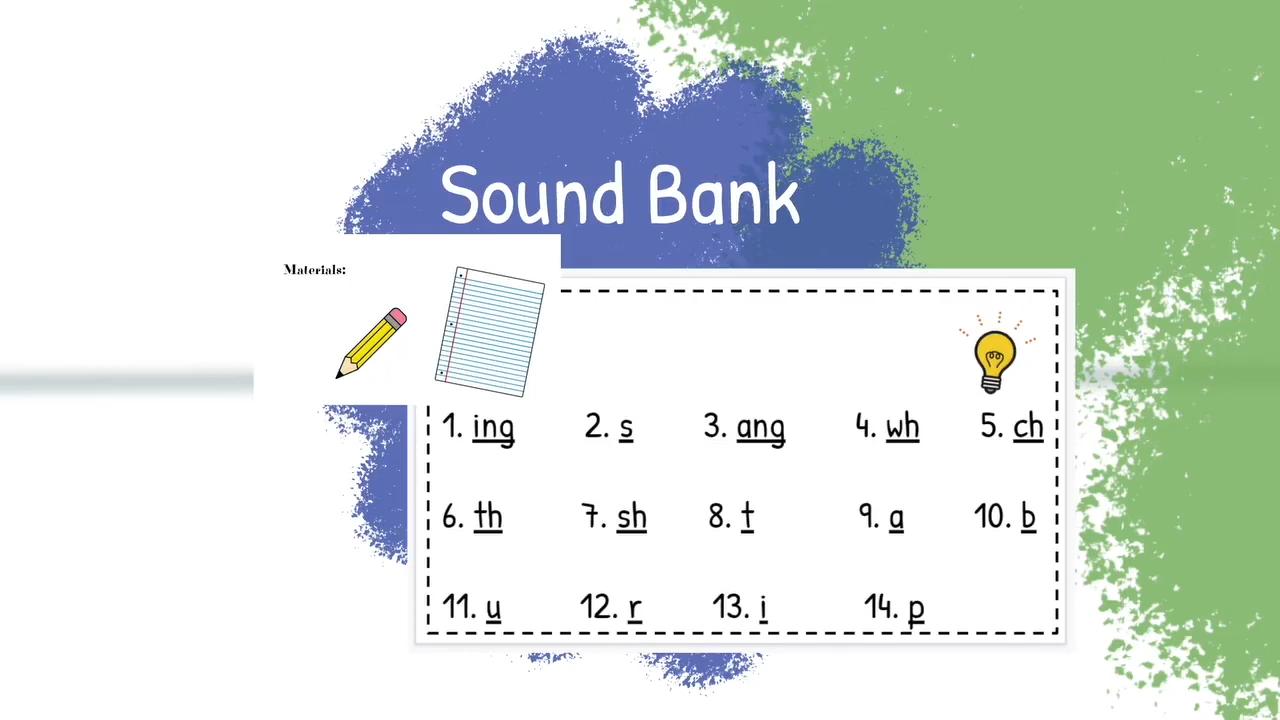 Sound Bank
Materials:
1. ing 2. s 3. ang 4. wh 5. ch
6. th 7. sh 8. t 9. a 10. b
11. u 12. r 13. i 14. p